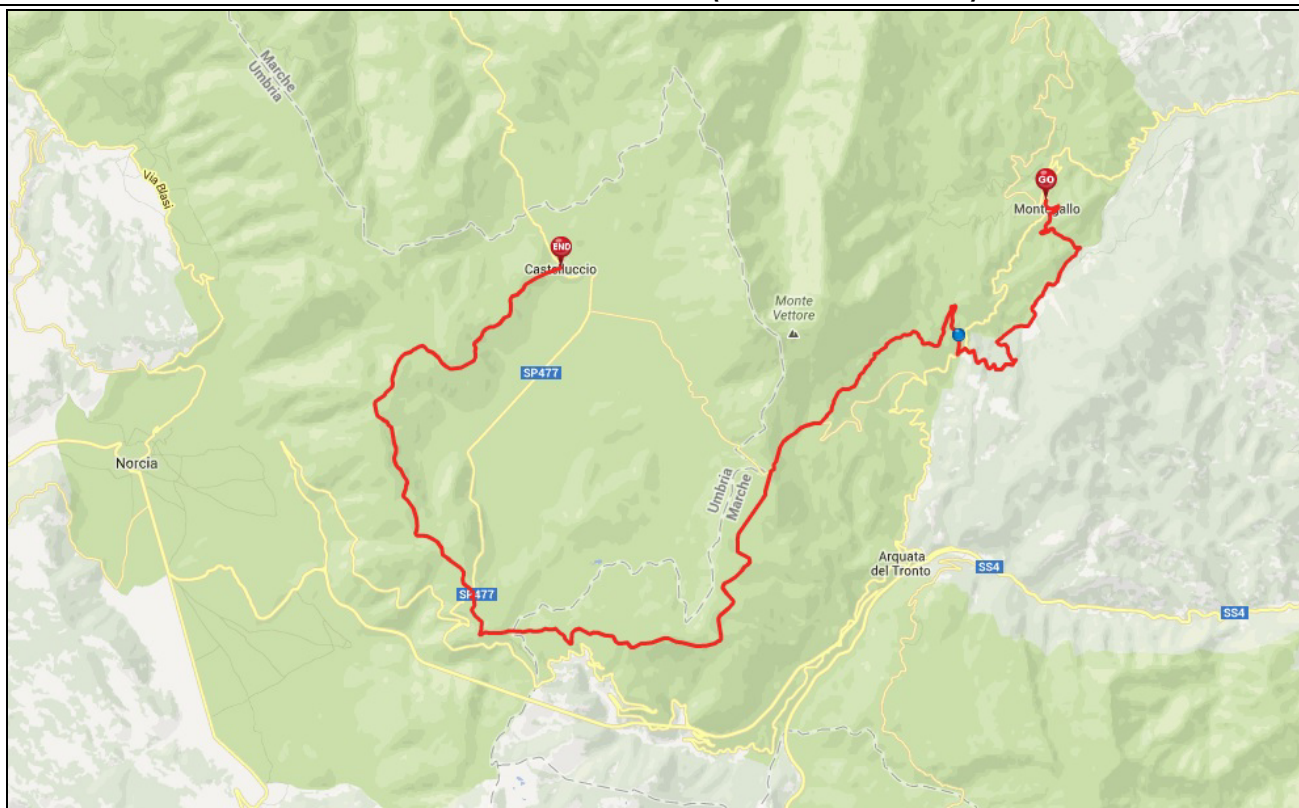 Marche
Umbria
Via Blasi
GO
Montegallo
END
Castelluccio
Monte
Vettore
SP477
Norcia
Umbria
Marche
Arquata
del Tronto
SS4
SP477
SS4